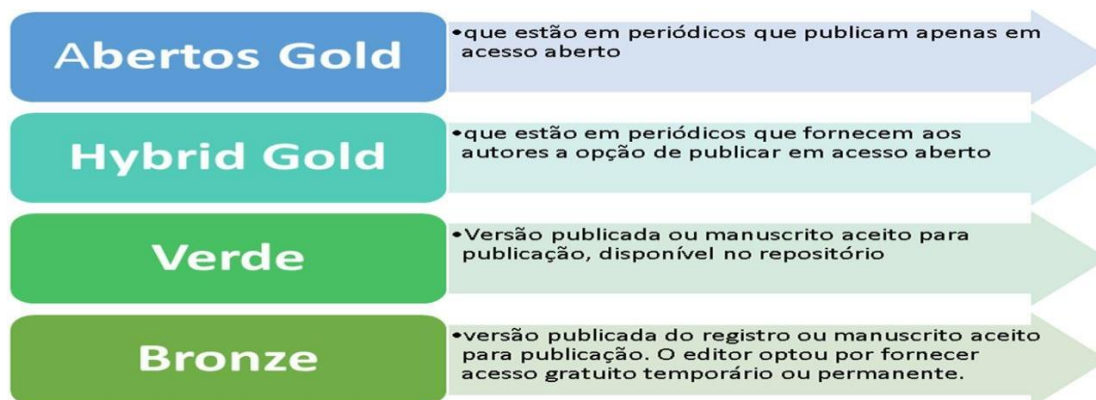 Abertos Gold
•que estão em periódicos que publicam apenas em
acesso aberto
Hybrid Gold
•que estão em periódicos que fornecem aos
autores a opção de publicar em acesso aberto
Verde
•Versão publicada ou manuscrito aceito para
publicação, disponível no repositório
Bronze
•versão publicada do registro ou manuscrito aceito
para publicação. O editor optou por fornecer
acesso gratuito temporário ou permanente.